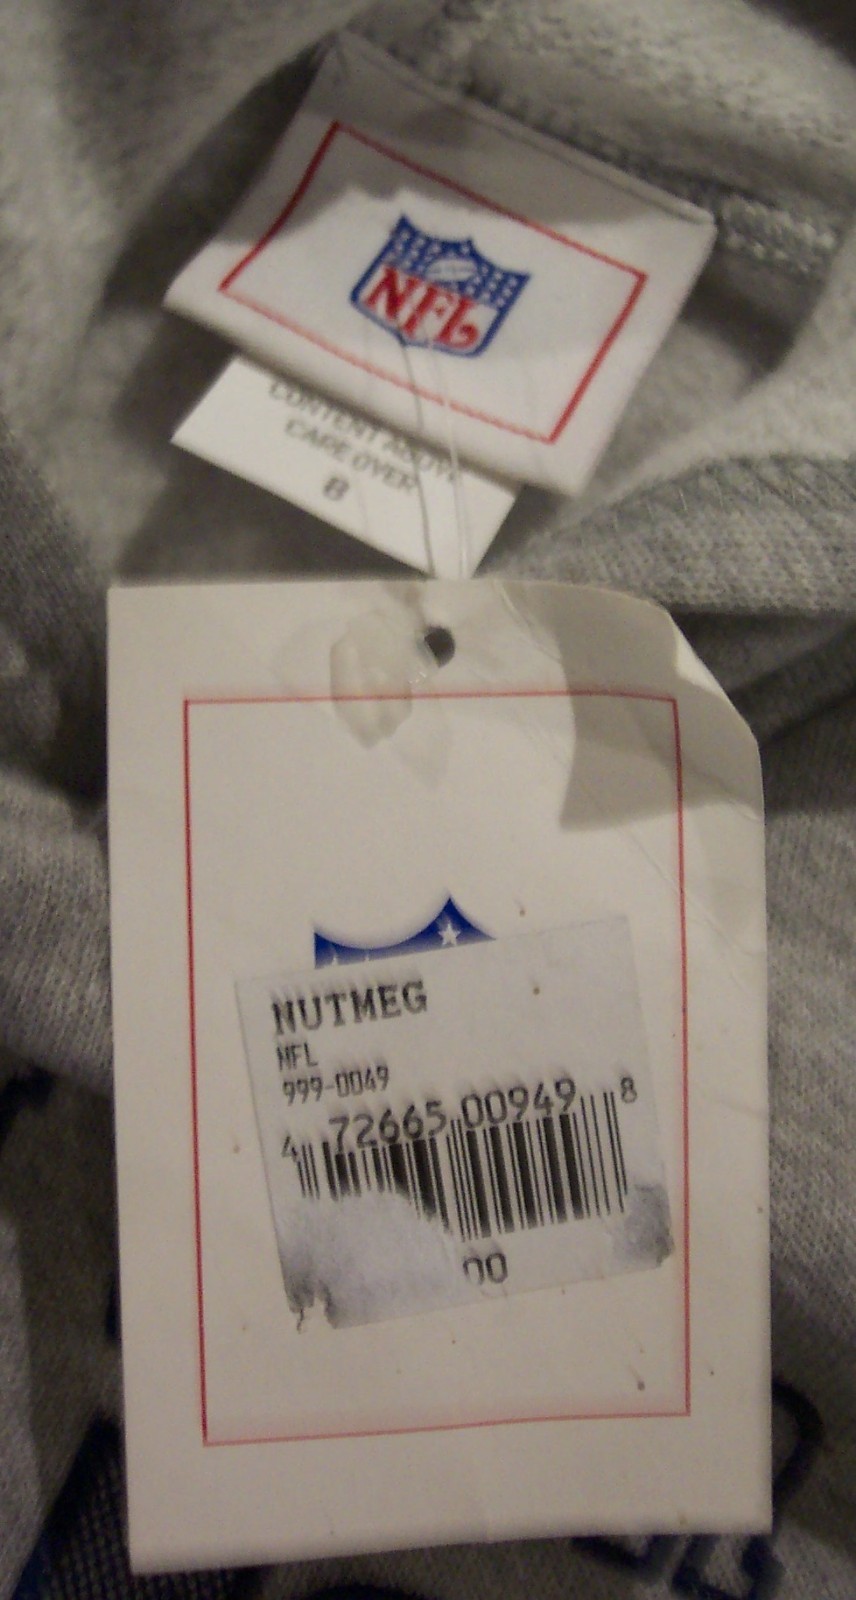 NFL
CONTENT ABOVE
CARE OVER
8
NUTMEG
NFL
999-0049
4 72665 00949 8
00